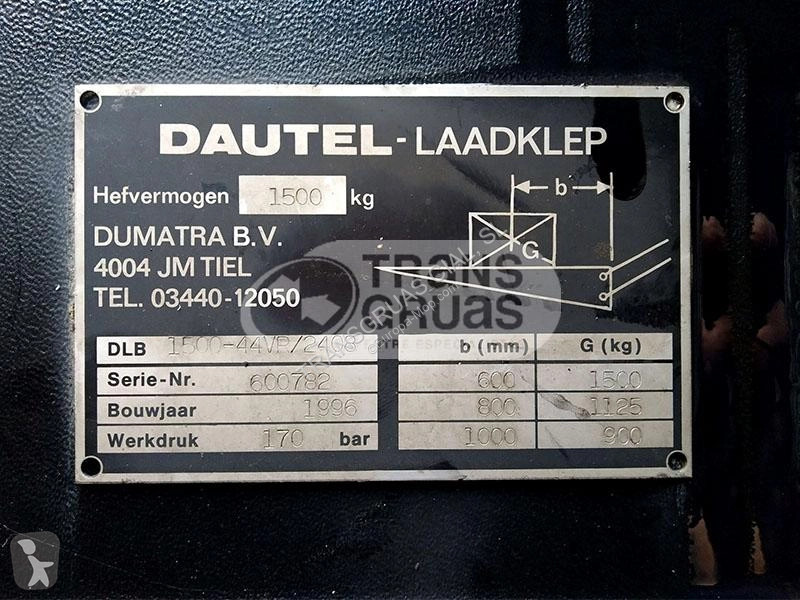 DAUTEL-LAADKLEP
Hefvermogen 1500 kg
b
DUMATRA B.V.
G
4004 JM TIEL
TEL. 03440-12050
TRANS
GRUAS
DLB 1500-44VP/2408 b (mm) G (kg)
Serie-Nr. 600782 600 1500
Bouwjaar 1996 800 1125
Werkdruk 170 bar 1000 900